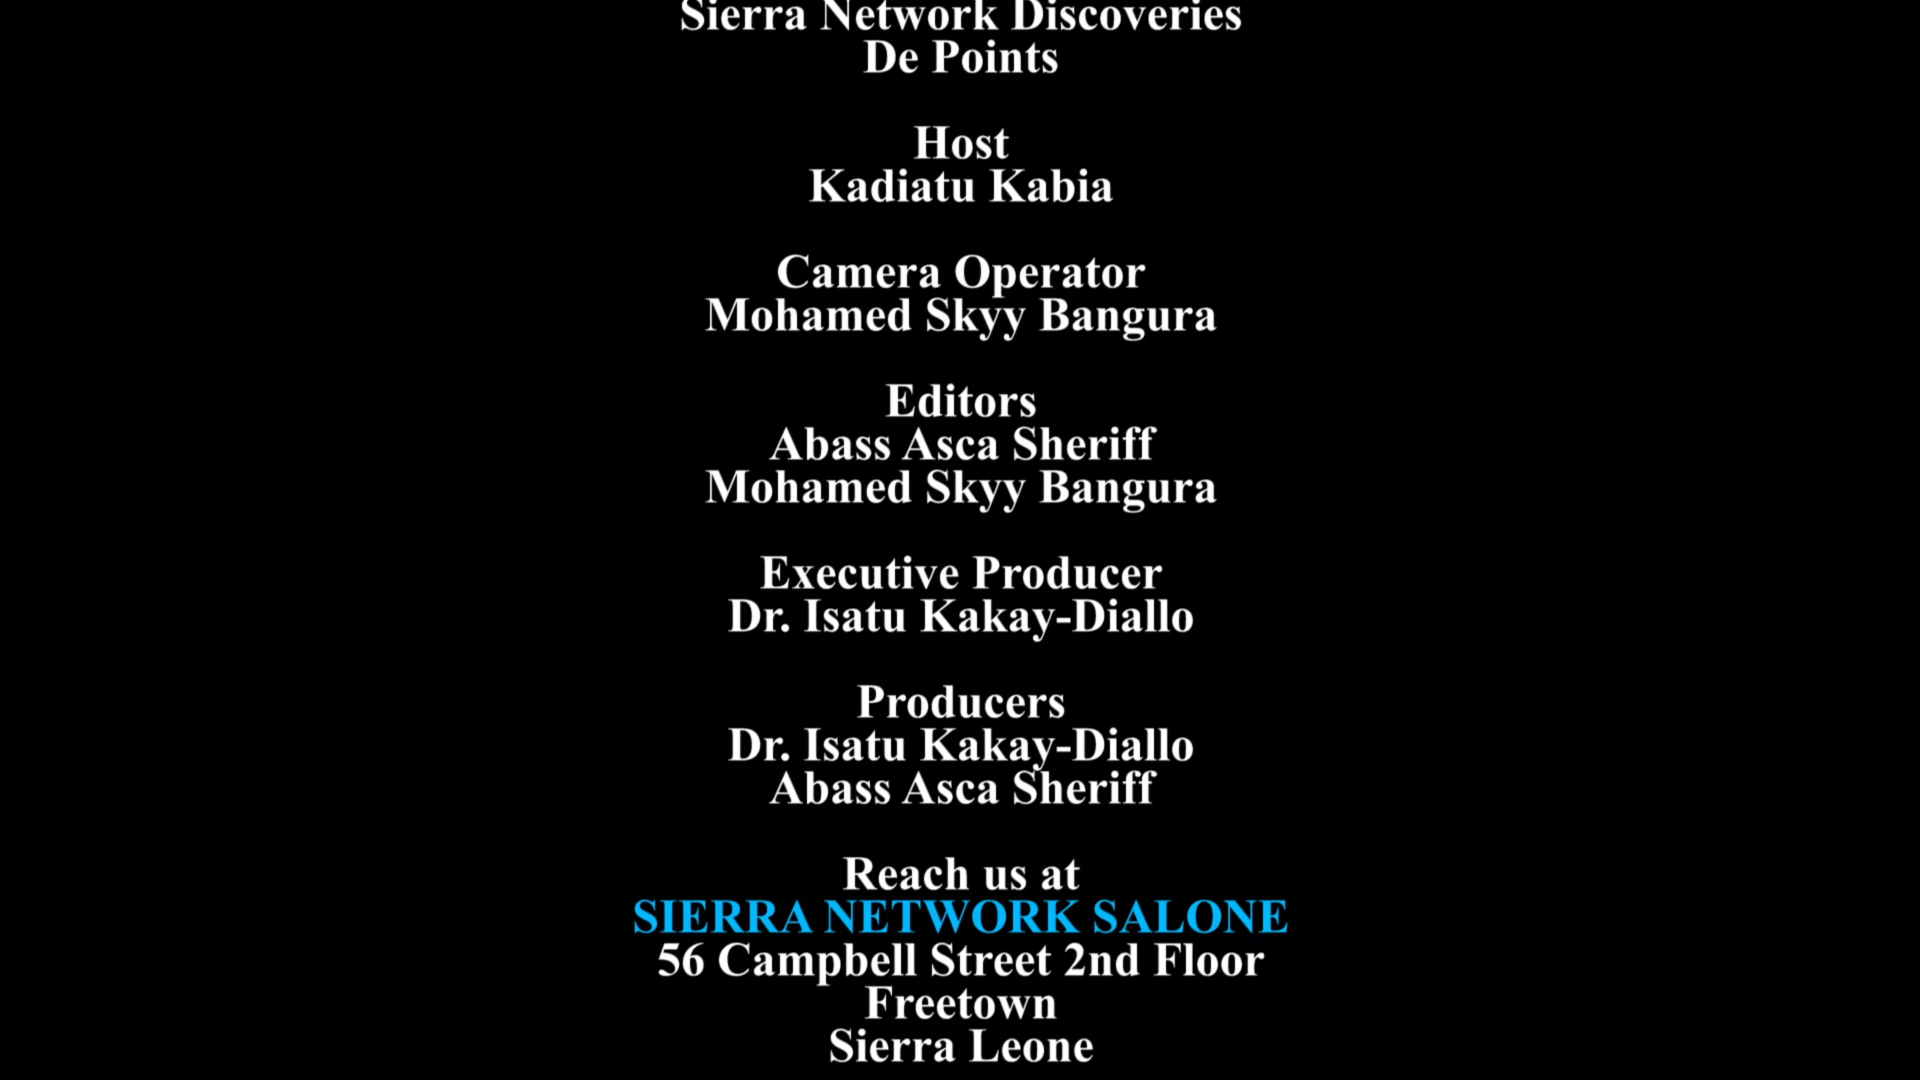 Sierra Network Discoveries
De Points
Host
Kadiatu Kabia
Camera Operator
Mohamed Skyy Bangura
Editors
Abass Asca Sheriff
Mohamed Skyy Bangura
Executive Producer
Dr. Isatu Kakay-Diallo
Producers
Dr. Isatu Kakay-Diallo
Abass Asca Sheriff
Reach us at
SIERRA NETWORK SALONE
56 Campbell Street 2nd Floor
Freetown
Sierra Leone